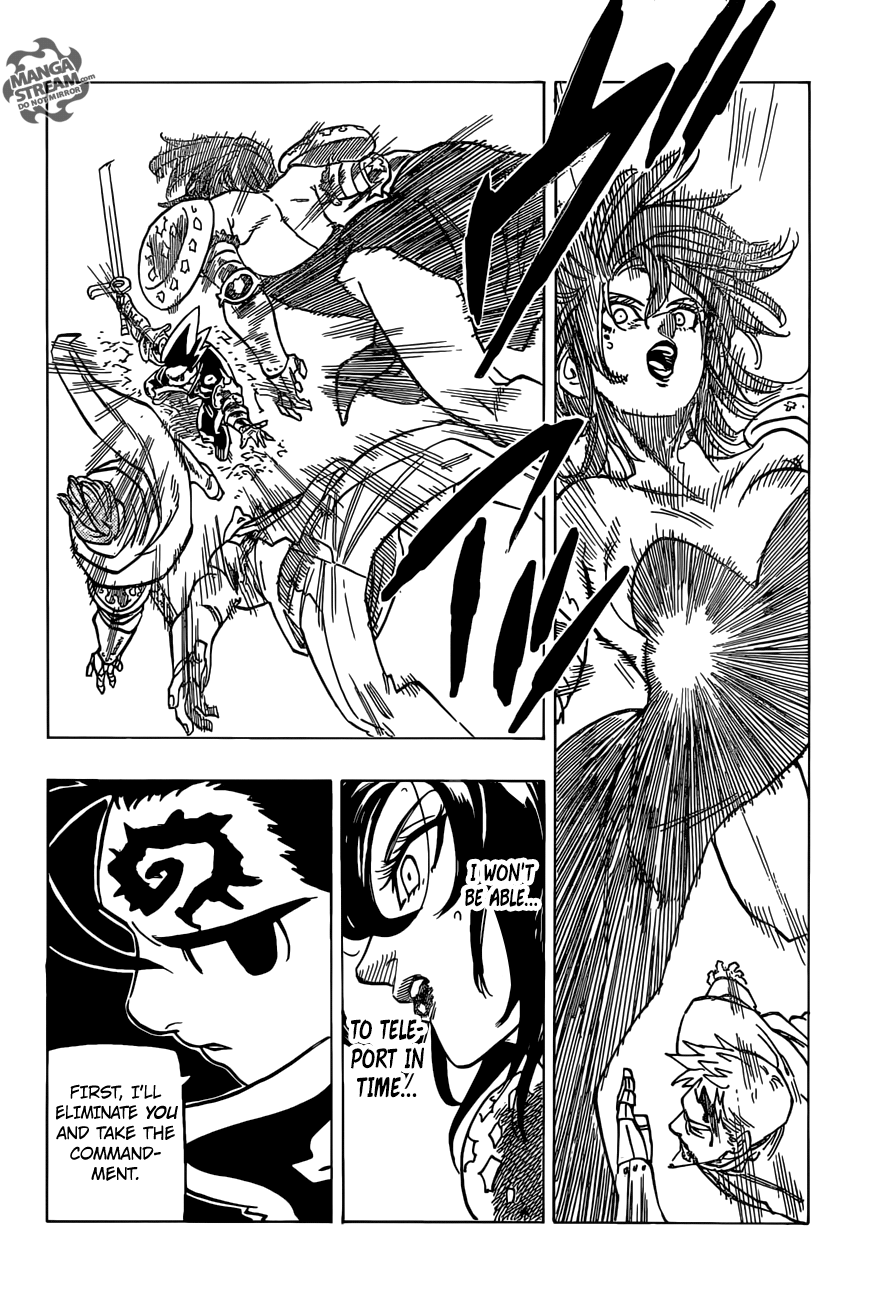 MANGA
STREAM.com
DO NOT MIRROR
I WON'T
BE ABLE...
TO TELE-
PORT IN
TIME...
FIRST, I'LL
ELIMINATE YOU
AND TAKE THE
COMMAND-
MENT.